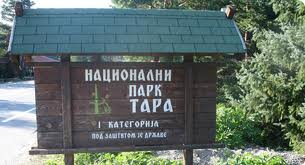 НАЦИОНАЛНИ
ПАРК
ТАРА
I КАТЕГОРИЈА
ПОД ЗАШТИТОМ ЈЕ ДРЖАВЕ